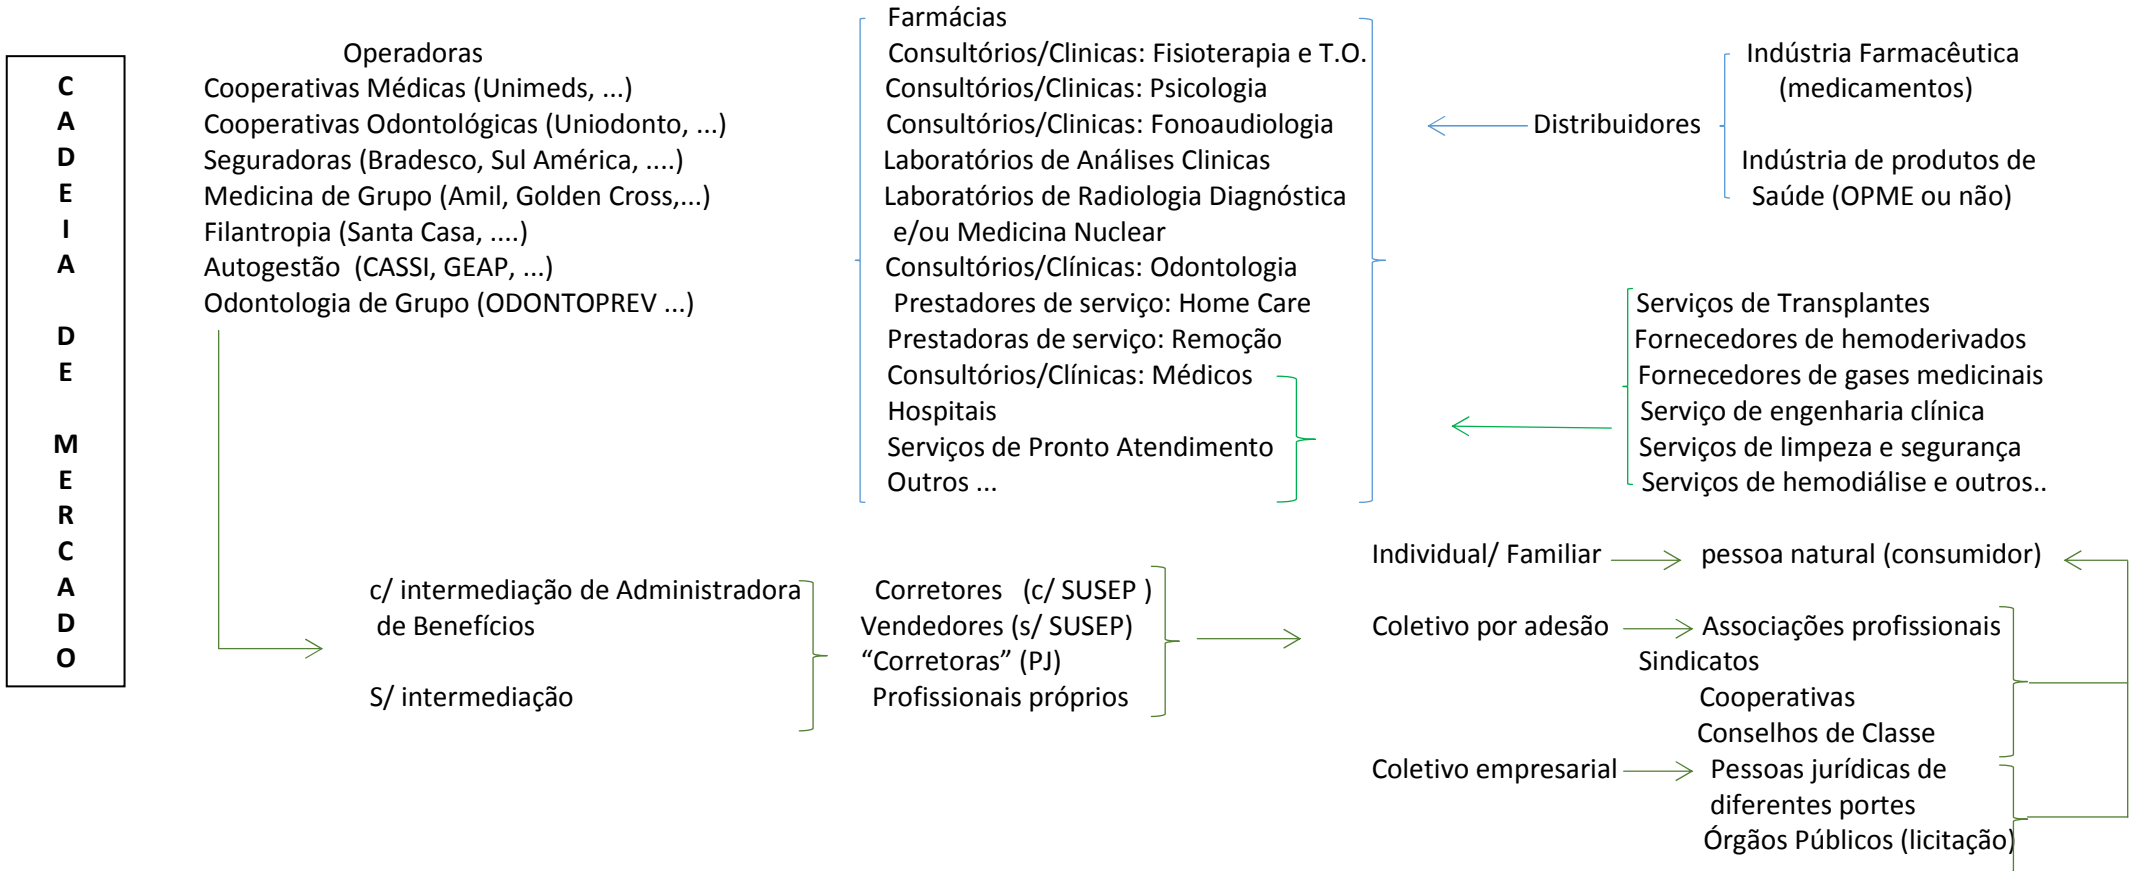 CADEIA DE MERCADO
Operadoras
Cooperativas Médicas (Unimeds, ...)
Cooperativas Odontológicas (Uniodonto, ...)
Seguradoras (Bradesco, Sul América, ....)
Medicina de Grupo (Amil, Golden Cross,...)
Filantropia (Santa Casa, ....)
Autogestão (CASSI, GEAP, ...)
Odontologia de Grupo (ODONTOPREV ...)
Farmácias
Consultórios/Clinicas: Fisioterapia e T.O.
Consultórios/Clinicas: Psicologia
Consultórios/Clinicas: Fonoaudiologia
Laboratórios de Análises Clinicas
Laboratórios de Radiologia Diagnóstica
e/ou Medicina Nuclear
Consultórios/Clínicas: Odontologia
Prestadores de serviço: Home Care
Prestadoras de serviço: Remoção
Consultórios/Clínicas: Médicos
Hospitais
Serviços de Pronto Atendimento
Outros ...
Distribuidores
Indústria Farmacêutica
(medicamentos)
Indústria de produtos de
Saúde (OPME ou não)
Serviços de Transplantes
Fornecedores de hemoderivados
Fornecedores de gases medicinais
Serviço de engenharia clínica
Serviços de limpeza e segurança
Serviços de hemodiálise e outros..
c/ intermediação de Administradora
de Benefícios
S/ intermediação
Corretores (c/ SUSEP )
Vendedores (s/ SUSEP)
“Corretoras” (PJ)
Profissionais próprios
Individual/ Familiar
pessoa natural (consumidor)
Coletivo por adesão
Associações profissionais
Sindicatos
Cooperativas
Conselhos de Classe
Coletivo empresarial
Pessoas jurídicas de
diferentes portes
Órgãos Públicos (licitação)